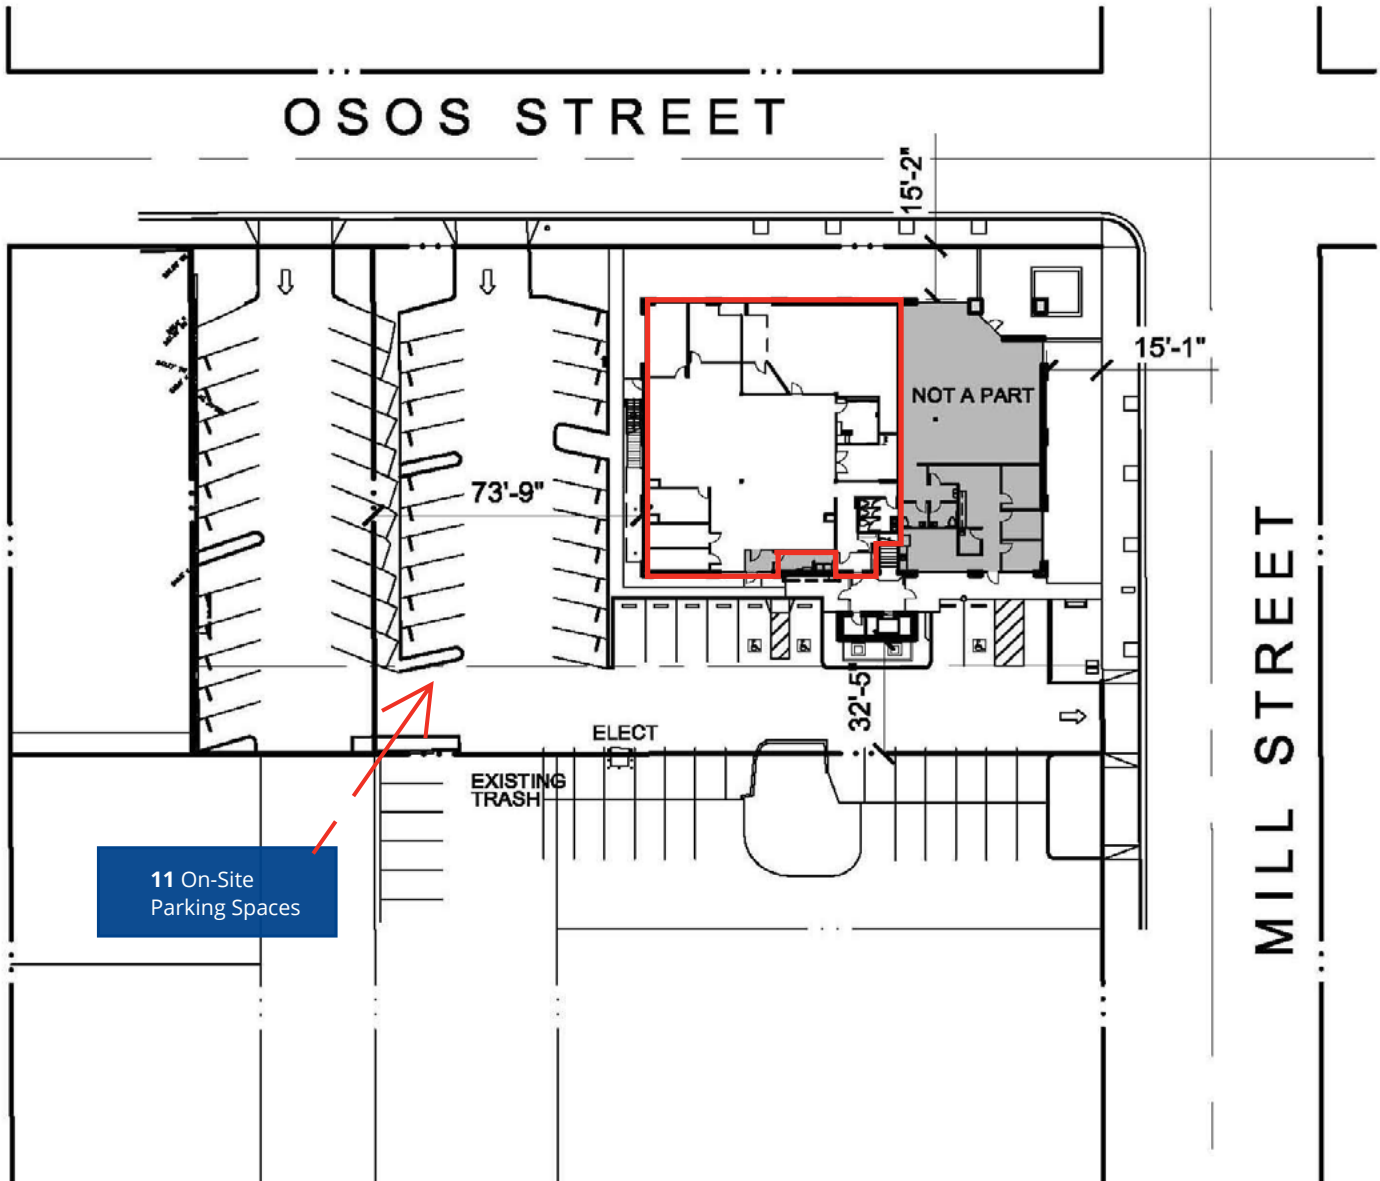 OSOS STREET
15'-2"
15'-1"
NOT A PART
73'-9"
MILL STREET
32'-5"
ELECT
EXISTING
TRASH
11 On-Site
Parking Spaces